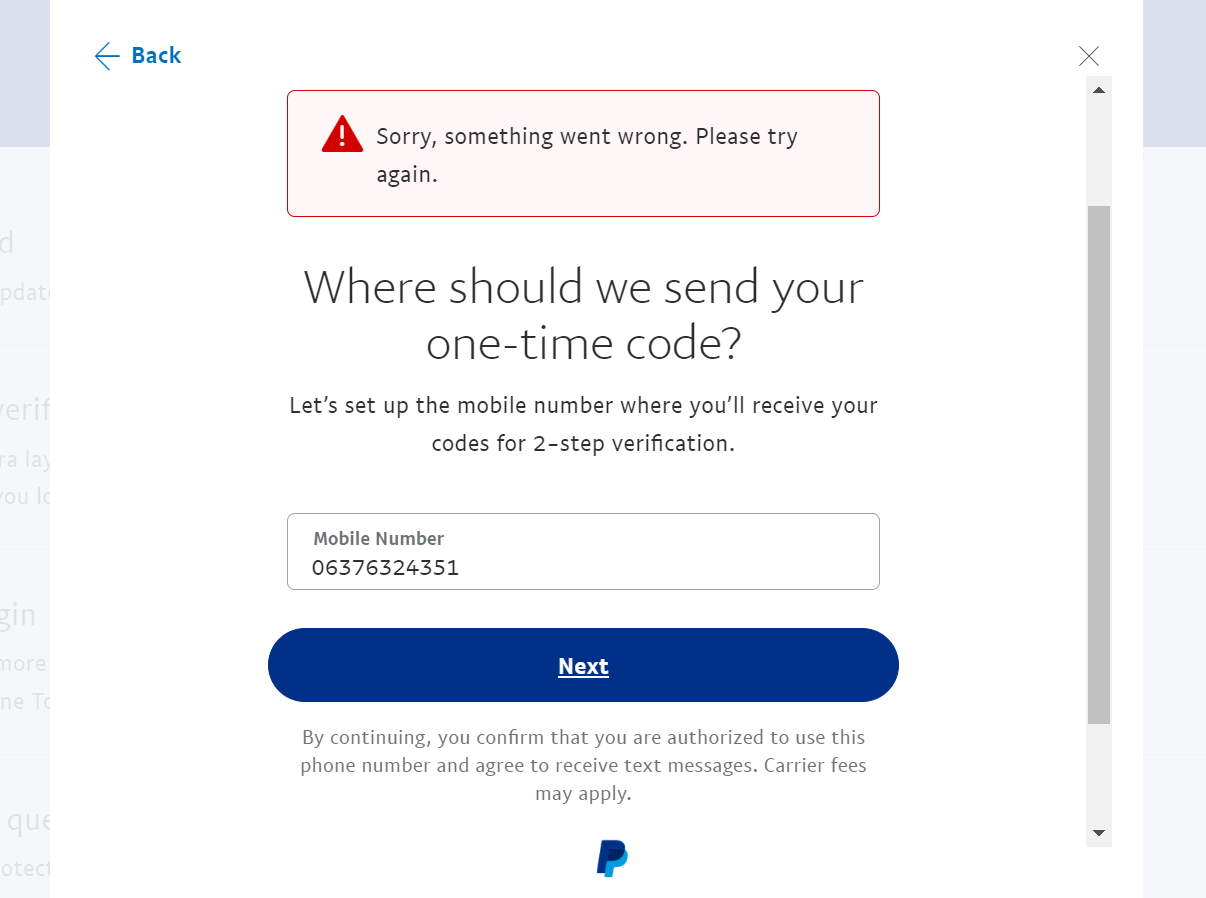 Back
Sorry, something went wrong. Please try
again.
Where should we send your
one-time code?
Let’s set up the mobile number where you’ll receive your
codes for 2-step verification.
Mobile Number
06376324351
Next
By continuing, you confirm that you are authorized to use this
phone number and agree to receive text messages. Carrier fees
may apply.